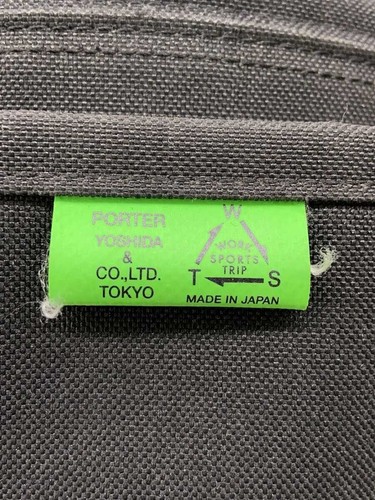 PORTER
YOSHIDA
&
CO.,LTD.
TOKYO
W
WORK
SPORTS
TRIP
T S
MADE IN JAPAN